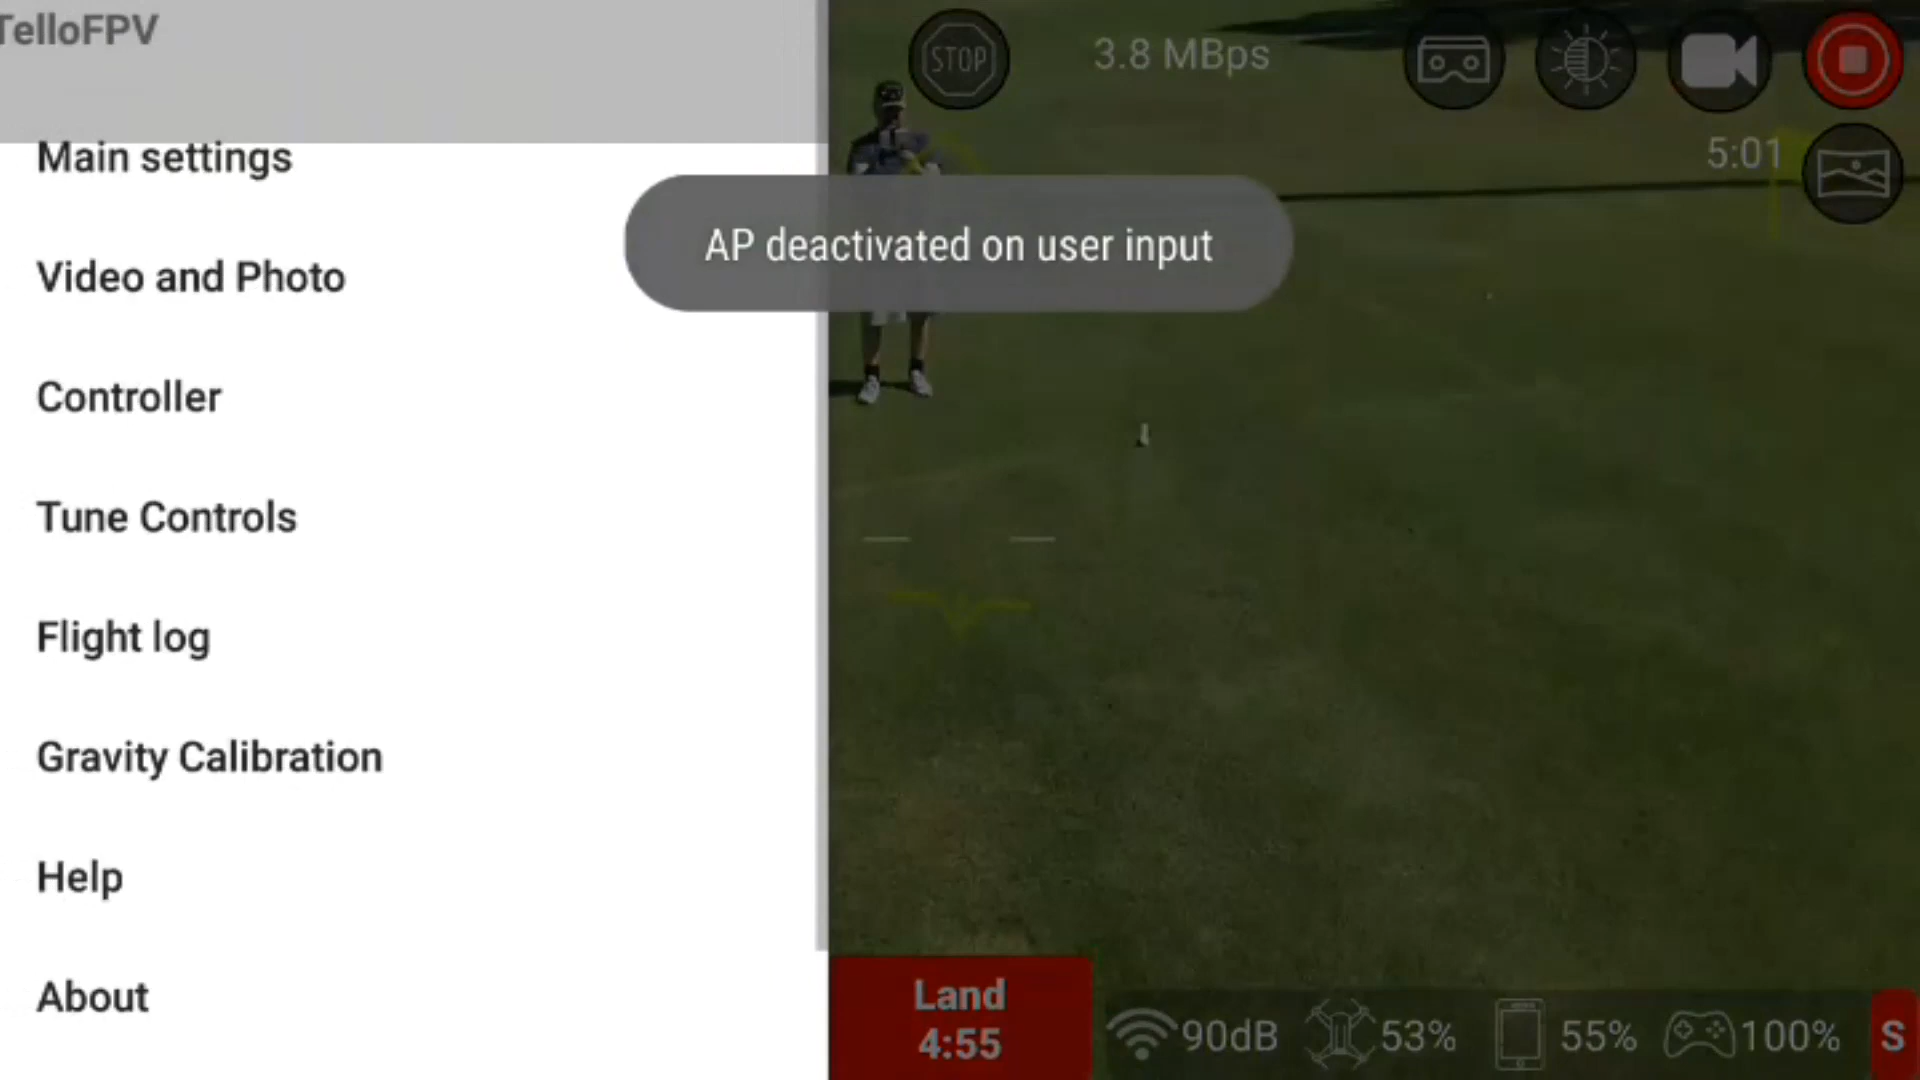 TelloFPV
Main settings
Video and Photo
Controller
Tune Controls
Flight log
Gravity Calibration
Help
About
STOP
3.8 MBps
5:01
AP deactivated on user input
Land
4:55
90dB
53%
55%
100%
S